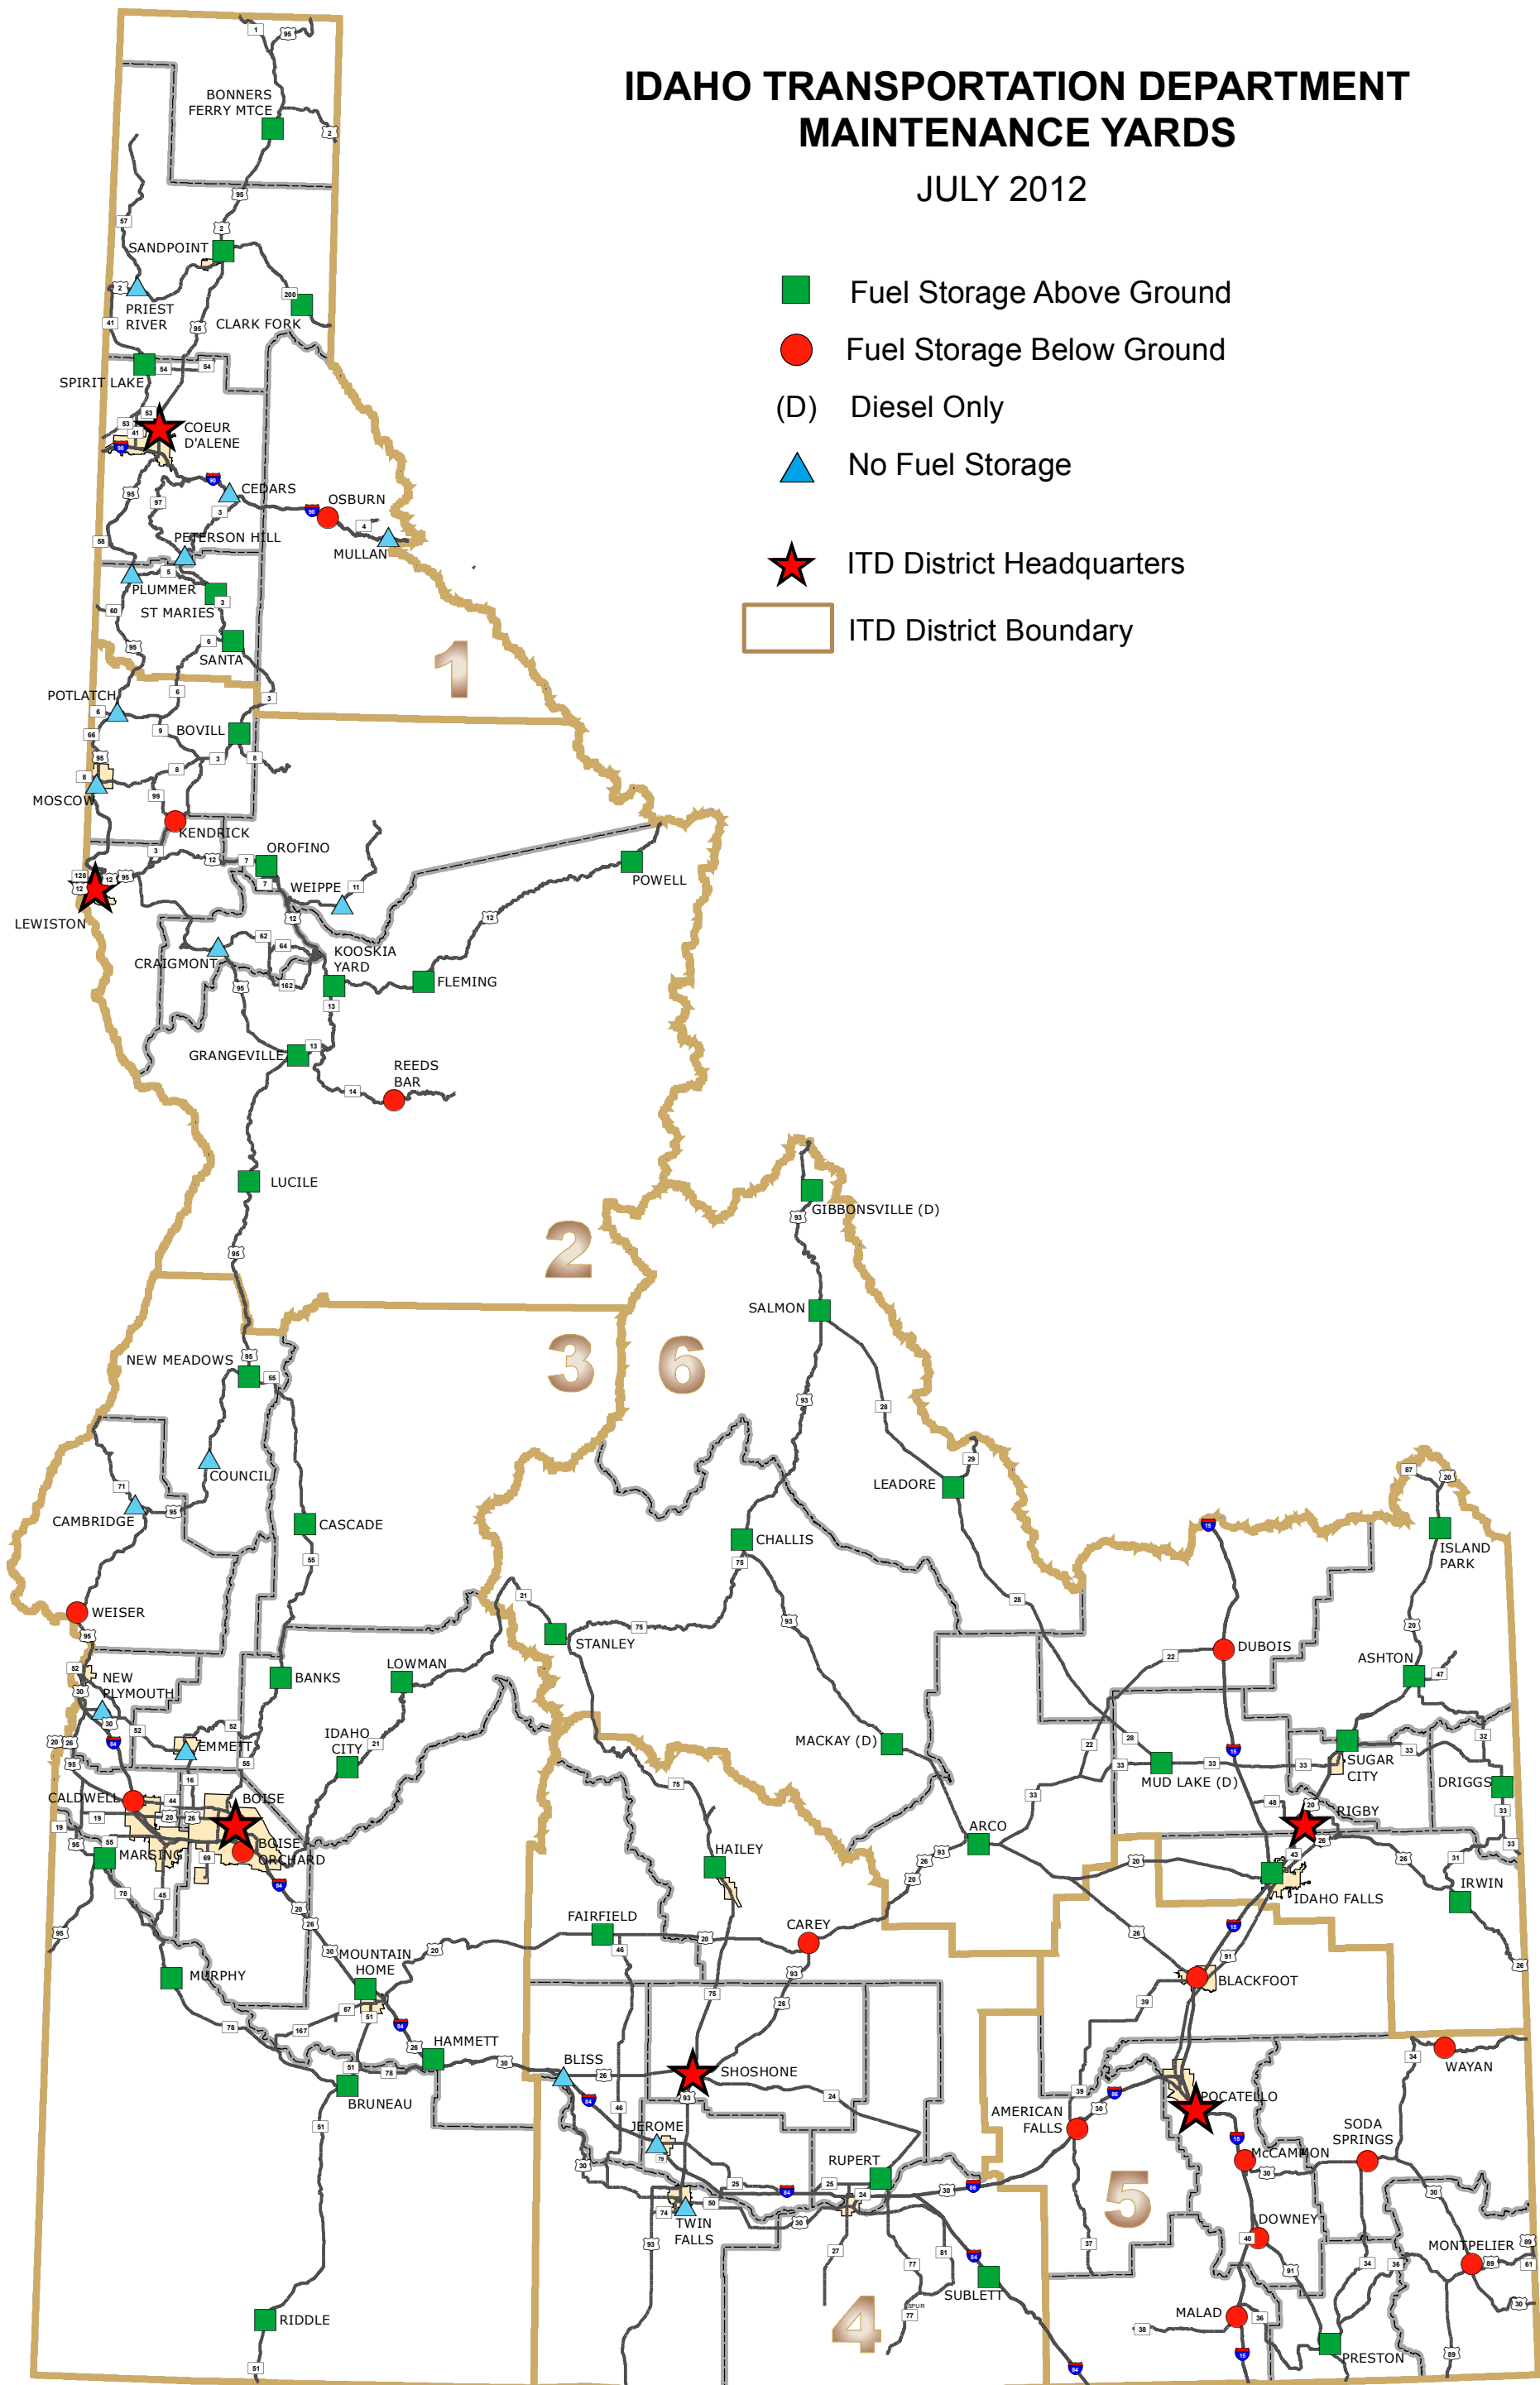 IDAHO TRANSPORTATION DEPARTMENT
MAINTENANCE YARDS
JULY 2012
Fuel Storage Above Ground
Fuel Storage Below Ground
(D) Diesel Only
No Fuel Storage
ITD District Headquarters
ITD District Boundary
BONNERS
FERRY MTCE
SANDPOINT
PRIEST
RIVER
CLARK FORK
SPIRIT LAKE
COEUR
D'ALENE
CEDARS
OSBURN
PETERSON HILL
MULLAN
PLUMMER
ST MARIES
SANTA
1
POTLATCH
BOVILL
MOSCOW
KENDRICK
OROFINO
WEIPPE
POWELL
LEWISTON
CRAIGMONT
KOOSKIA
YARD
FLEMING
GRANGEVILLE
REEDS
BAR
LUCILE
2
GIBBONSVILLE (D)
SALMON
3
6
NEW MEADOWS
COUNCIL
CAMBRIDGE
CASCADE
LEADORE
CHALLIS
ISLAND
PARK
WEISER
STANLEY
DUBOIS
ASHTON
NEW
PLYMOUTH
BANKS
LOWMAN
EMMETT
IDAHO
CITY
MACKAY (D)
MUD LAKE (D)
SUGAR
CITY
DRIGGS
CALDWELL
BOISE
BOISE
ORCHARD
RIGBY
MARSING
HAILEY
ARCO
IDAHO FALLS
IRWIN
FAIRFIELD
CAREY
MURPHY
MOUNTAIN
HOME
BLACKFOOT
HAMMETT
BLISS
SHOSHONE
WAYAN
BRUNEAU
POCATELLO
AMERICAN
FALLS
JEROME
RUPERT
McCAMMON
SODA
SPRINGS
5
TWIN
FALLS
DOWNEY
MONTPELIER
SUBLETT
4
SPUR
MALAD
RIDDLE
PRESTON